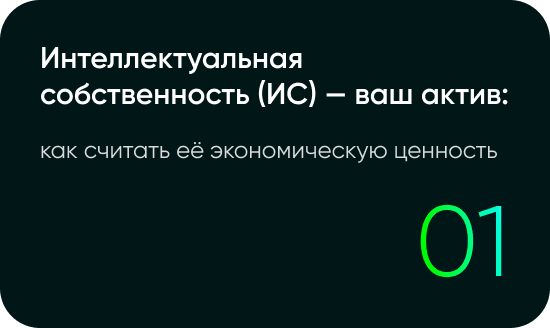 Интеллектуальная
собственность (ИС) — ваш актив:
как считать её экономическую ценность
01